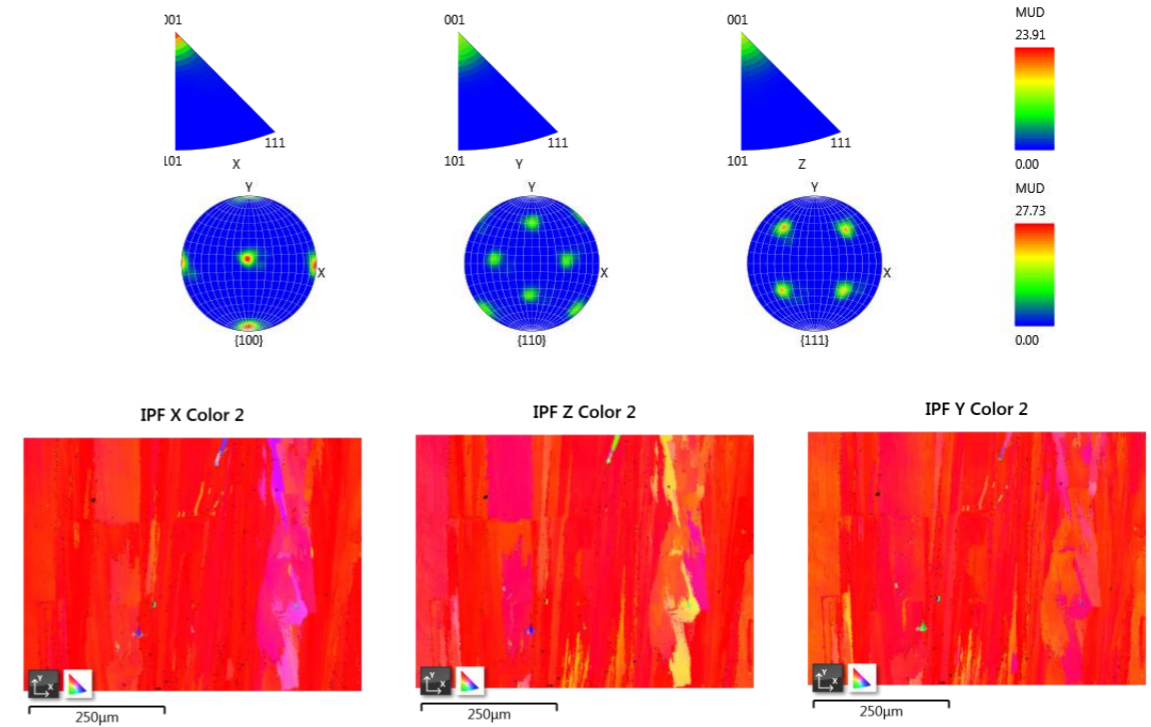 001
001
001
MUD
23.91
111
111
111
101
101
101
X
Y
Z
0.00
Y
Y
Y
MUD
27.73
X
X
X
{100}
{110}
{111}
0.00
IPF X Color 2
IPF Z Color 2
IPF Y Color 2
Y
X
Y
X
Y
X
250μm
250μm
250μm